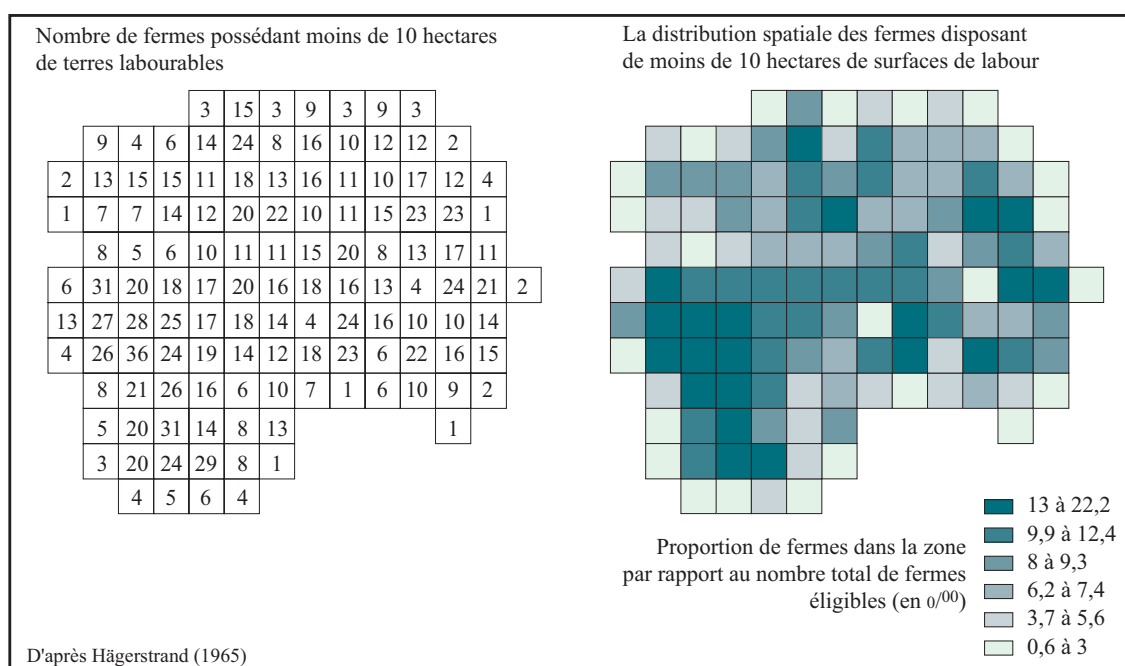 Nombre de fermes possédant moins de 10 hectares
de terres labourables
3 15 3 9 3 9 3
9 4 6 14 24 8 16 10 12 12 2
2 13 15 15 11 18 13 16 11 10 17 12 4
1 7 7 14 12 20 22 10 11 15 23 23 1
8 5 6 10 11 11 15 20 8 13 17 11
6 31 20 18 17 20 16 18 16 13 4 24 21 2
13 27 28 25 17 18 14 4 24 16 10 10 14
4 26 36 24 19 14 12 18 23 6 22 16 15
8 21 26 16 6 10 7 1 6 10 9 2
5 20 31 14 8 13 1
3 20 24 29 8 1
4 5 6 4
D'après Hägerstrand (1965)
La distribution spatiale des fermes disposant
de moins de 10 hectares de surfaces de labour
Proportion de fermes dans la zone
par rapport au nombre total de fermes
éligibles (en 0/00)
13 à 22,2
9,9 à 12,4
8 à 9,3
6,2 à 7,4
3,7 à 5,6
0,6 à 3